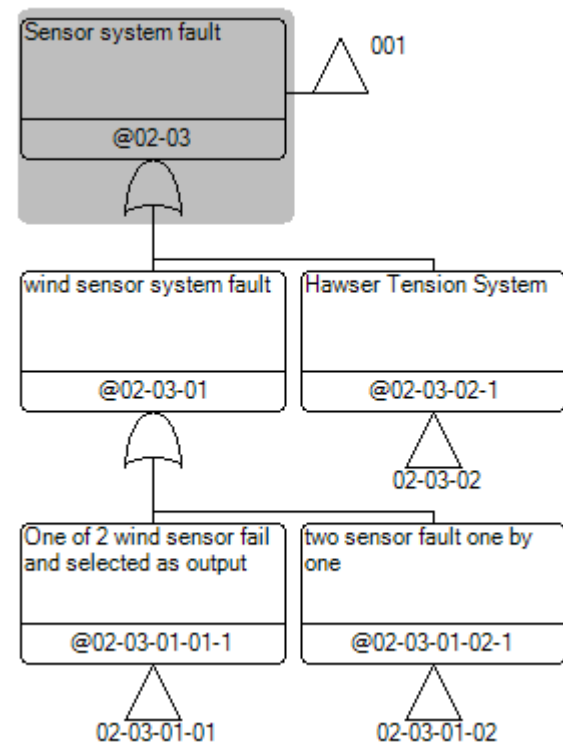 Sensor system fault
001
@02-03
wind sensor system fault
Hawser Tension System
@02-03-01
@02-03-02-1
02-03-02
One of 2 wind sensor fail
and selected as output
two sensor fault one by
one
@02-03-01-01-1
@02-03-01-02-1
02-03-01-01
02-03-01-02